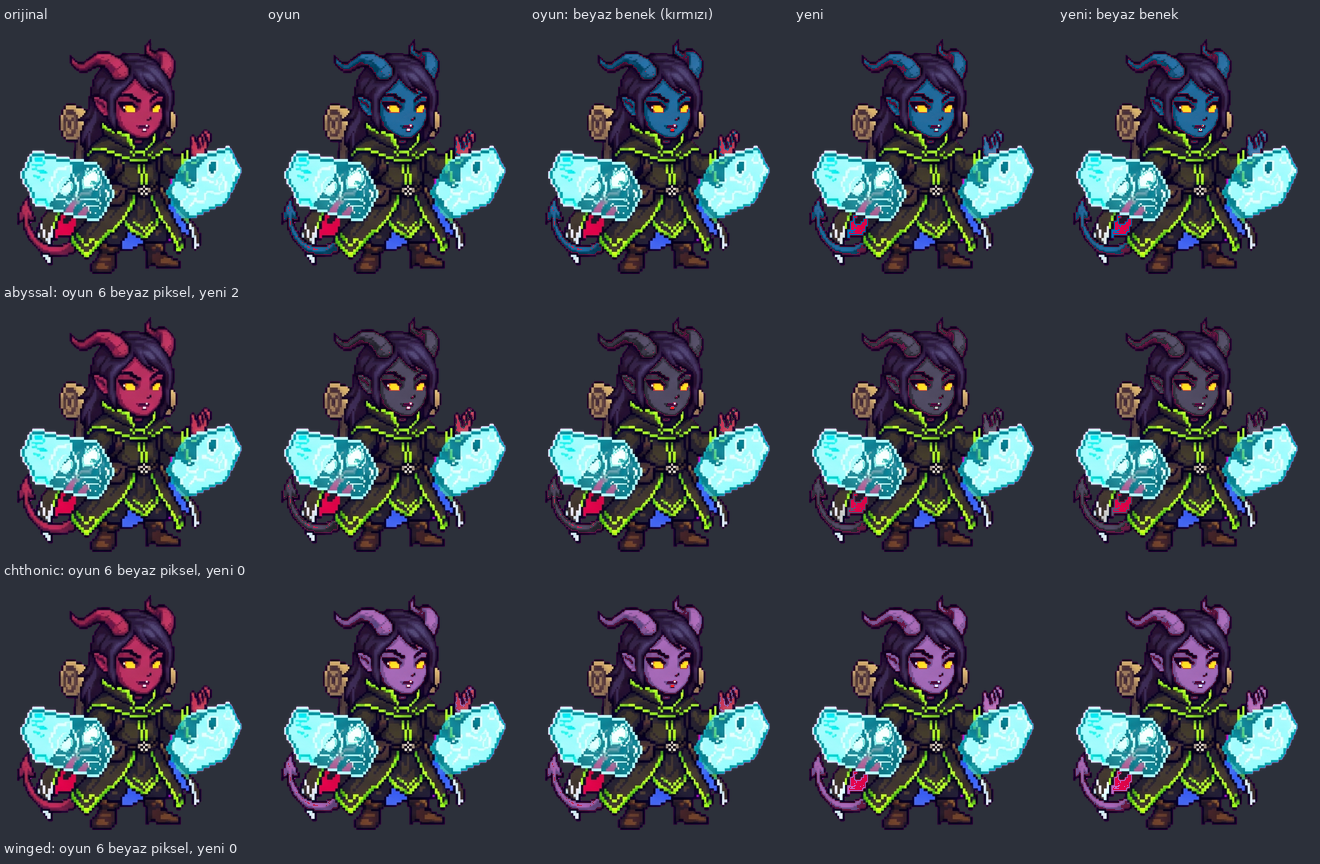 orijinal
oyun
oyun: beyaz benek (kırmızı)
yeni
yeni: beyaz benek
abyssal: oyun 6 beyaz piksel, yeni 2
chthonic: oyun 6 beyaz piksel, yeni 0
winged: oyun 6 beyaz piksel, yeni 0